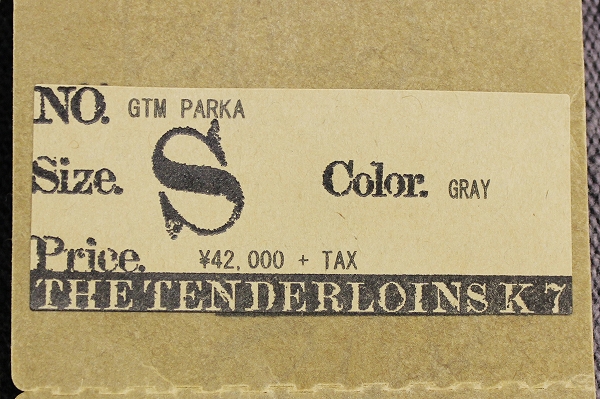 NO. GTM PARKA
Size. S Color. GRAY
Price. ¥42,000 + TAX
THE TENDERLOINS K 7